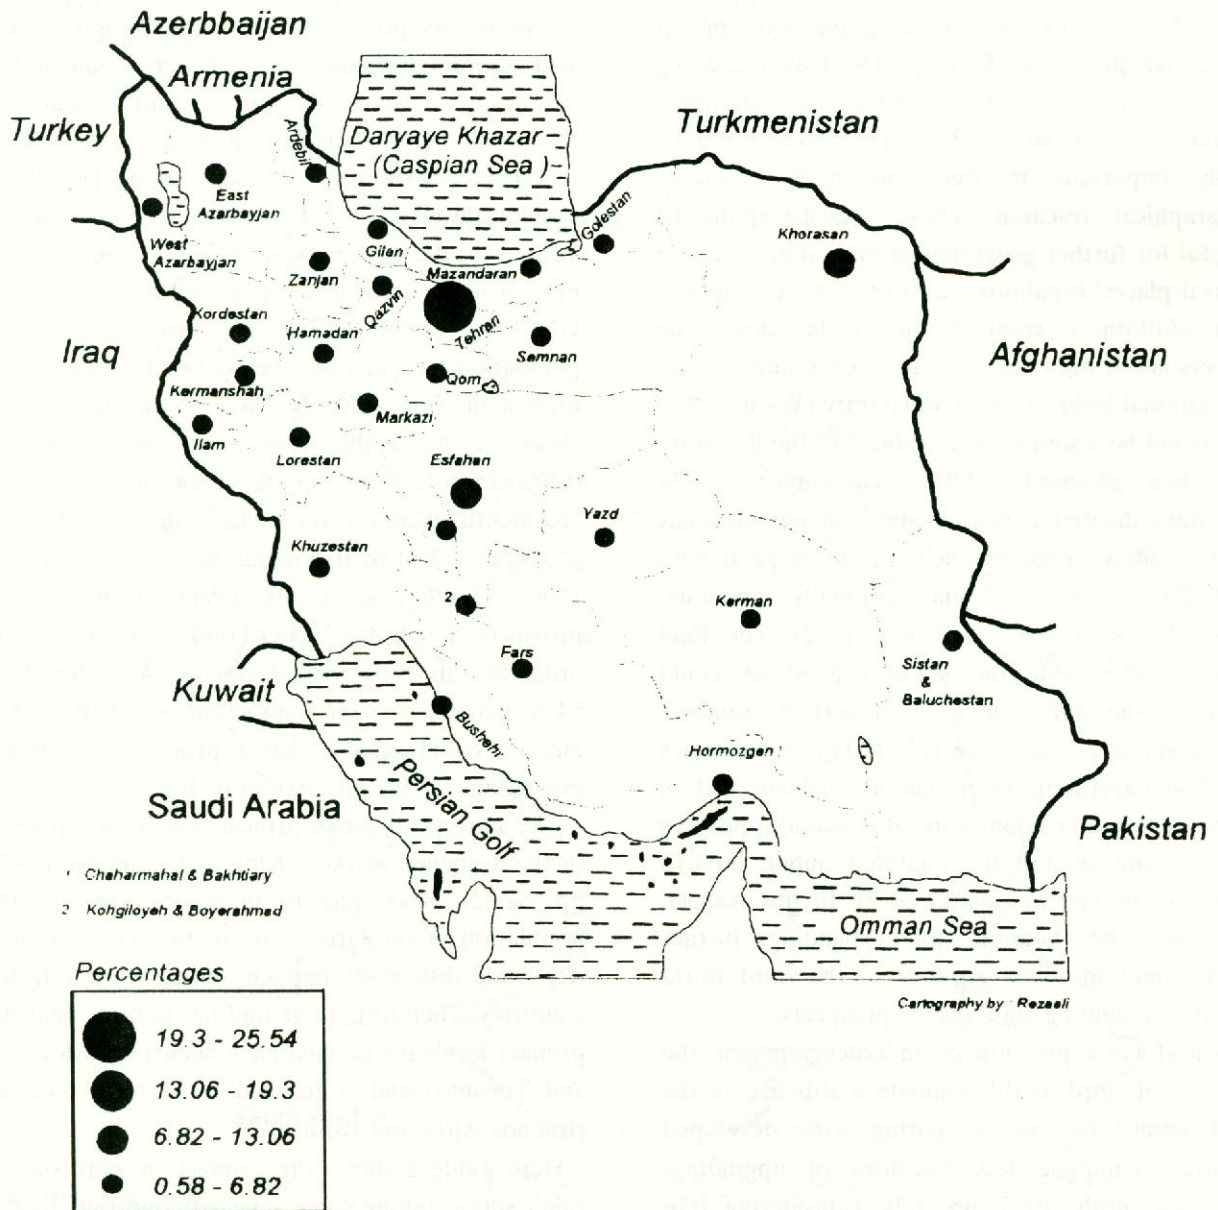 Azerbbaijan
Armenia
Turkey
Ardebil
Daryaye Khazar
(Caspian Sea )
Turkmenistan
East
Azarbayjan
West
Azarbayjan
Gilan
Golestan
Khorasan
Zanjan
Qazvin
Mazandaran
Tehran
Kordestan
Hamadan
Semnan
Iraq
Afghanistan
Kermanshah
Qom
Markazi
Ilam
Lorestan
Esfahan
1
Yazd
Khuzestan
Kerman
Fars
Sistan
&
Baluchestan
Kuwait
Bushehr
Hormozgan
Persian Golf
Saudi Arabia
Pakistan
1 Chaharmahal & Bakhtiary
2 Kohgiloyeh & Boyerahmad
Omman Sea
Cartography by : Rezaali
Percentages
19.3 - 25.54
13.06 - 19.3
6.82 - 13.06
0.58 - 6.82